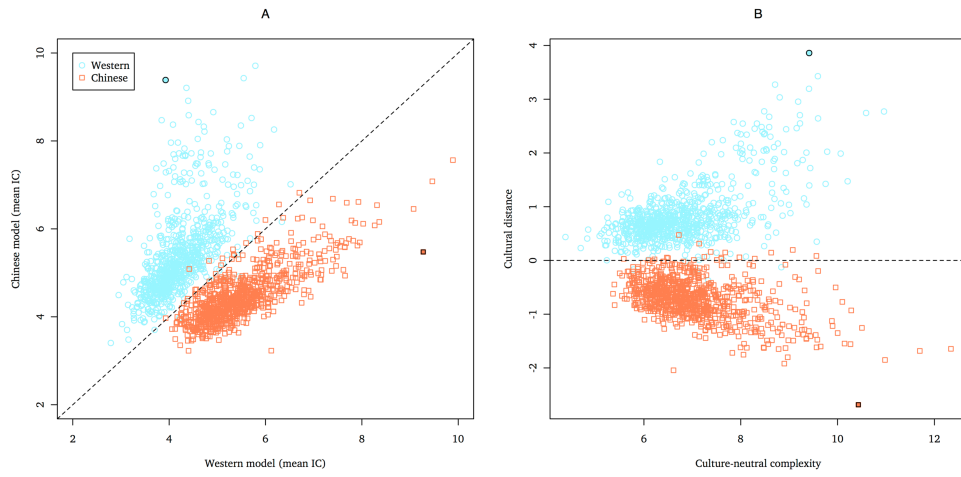 A
Western
Chinese
Chinese model (mean IC)
10
8
6
4
2
2
4
6
8
10
Western model (mean IC)
B
Cultural distance
4
3
2
1
0
-1
-2
6
8
10
12
Culture-neutral complexity